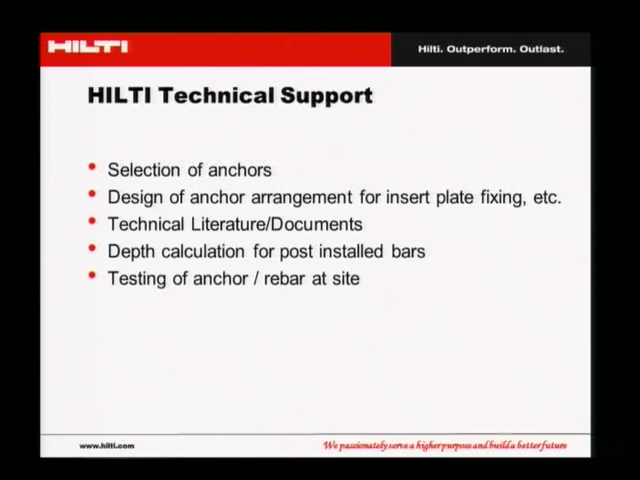 HILTI
Hilti. Outperform. Outlast.
HILTI Technical Support
• Selection of anchors
• Design of anchor arrangement for insert plate fixing, etc.
• Technical Literature/Documents
• Depth calculation for post installed bars
• Testing of anchor / rebar at site
www.hilti.com
We passionately serve a higher purpose and build a better future